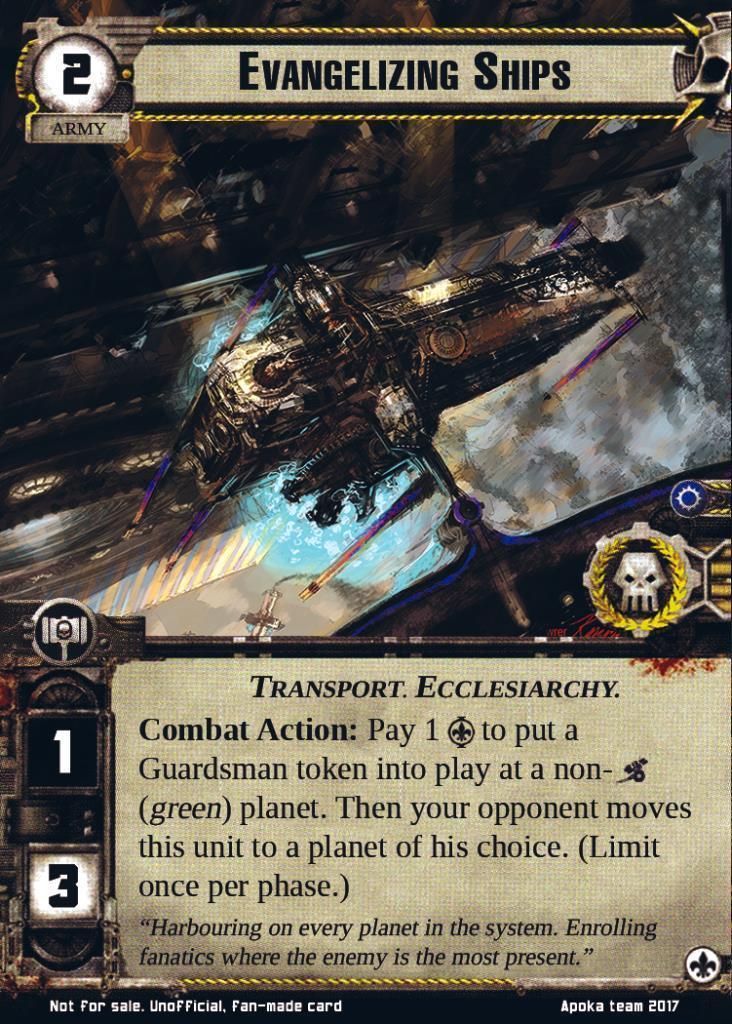 2
EVANGELIZING SHIPS
ARMY
TRANSPORT. ECCLESIARCHY.
Combat Action: Pay 1 to put a
Guardsman token into play at a non-
(green) planet. Then your opponent moves
this unit to a planet of his choice. (Limit
once per phase.)
1
3
“Harbouring on every planet in the system. Enrolling
fanatics where the enemy is the most present.”
Not for sale. Unofficial, fan-made card
Apoka team 2017